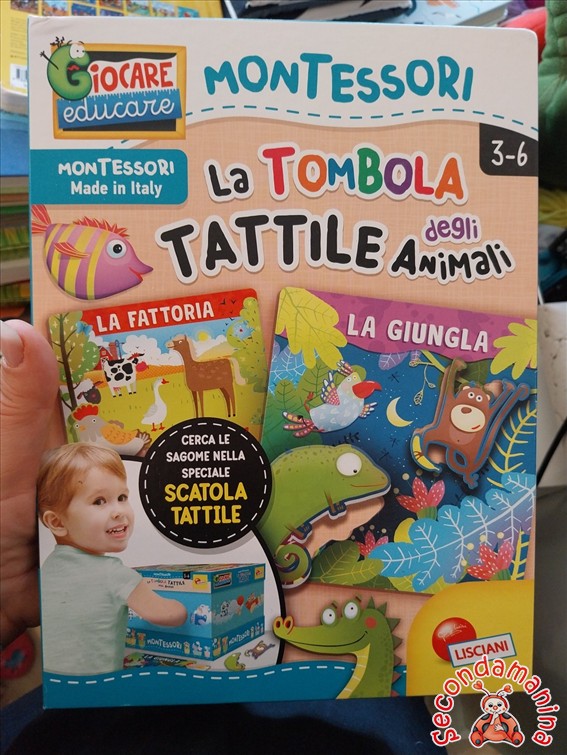 GIOCARE
educare
MONTESSORI
MONTESSORI
Made in Italy
3-6
La TOMBOLA
TATTILE degli Animali
LA FATTORIA
LA GIUNGLA
CERCA LE
SAGOME NELLA
SPECIALE
SCATOLA
TATTILE
MONTESSORI
LISCIANI
Secondamanina